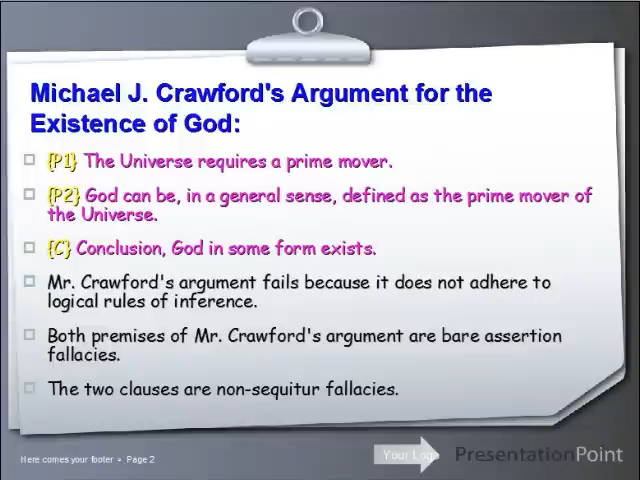 Michael J. Crawford's Argument for the
Existence of God:
{P1} The Universe requires a prime mover.
{P2} God can be, in a general sense, defined as the prime mover of
the Universe.
{C} Conclusion, God in some form exists.
Mr. Crawford's argument fails because it does not adhere to
logical rules of inference.
Both premises of Mr. Crawford's argument are bare assertion
fallacies.
The two clauses are non-sequitur fallacies.
Here comes your footer • Page 2
Your Logo
PresentationPoint